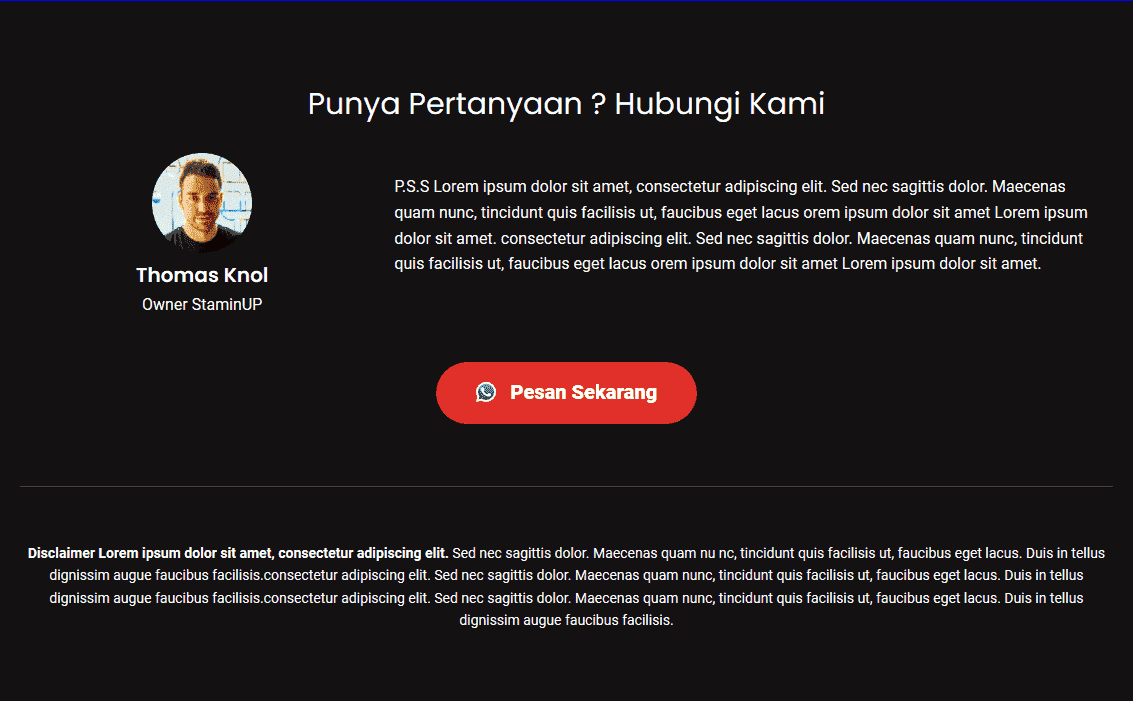 Punya Pertanyaan ? Hubungi Kami
Thomas Knol
Owner StaminUP
P.S.S Lorem ipsum dolor sit amet, consectetur adipiscing elit. Sed nec sagittis dolor. Maecenas
quam nunc, tincidunt quis facilisis ut, faucibus eget lacus orem ipsum dolor sit amet Lorem ipsum
dolor sit amet. consectetur adipiscing elit. Sed nec sagittis dolor. Maecenas quam nunc, tincidunt
quis facilisis ut, faucibus eget lacus orem ipsum dolor sit amet Lorem ipsum dolor sit amet.
Pesan Sekarang
Disclaimer Lorem ipsum dolor sit amet, consectetur adipiscing elit. Sed nec sagittis dolor. Maecenas quam nu nc, tincidunt quis facilisis ut, faucibus eget lacus. Duis in tellus
dignissim augue faucibus facilisis.consectetur adipiscing elit. Sed nec sagittis dolor. Maecenas quam nunc, tincidunt quis facilisis ut, faucibus eget lacus. Duis in tellus
dignissim augue faucibus facilisis.consectetur adipiscing elit. Sed nec sagittis dolor. Maecenas quam nunc, tincidunt quis facilisis ut, faucibus eget lacus. Duis in tellus
dignissim augue faucibus facilisis.